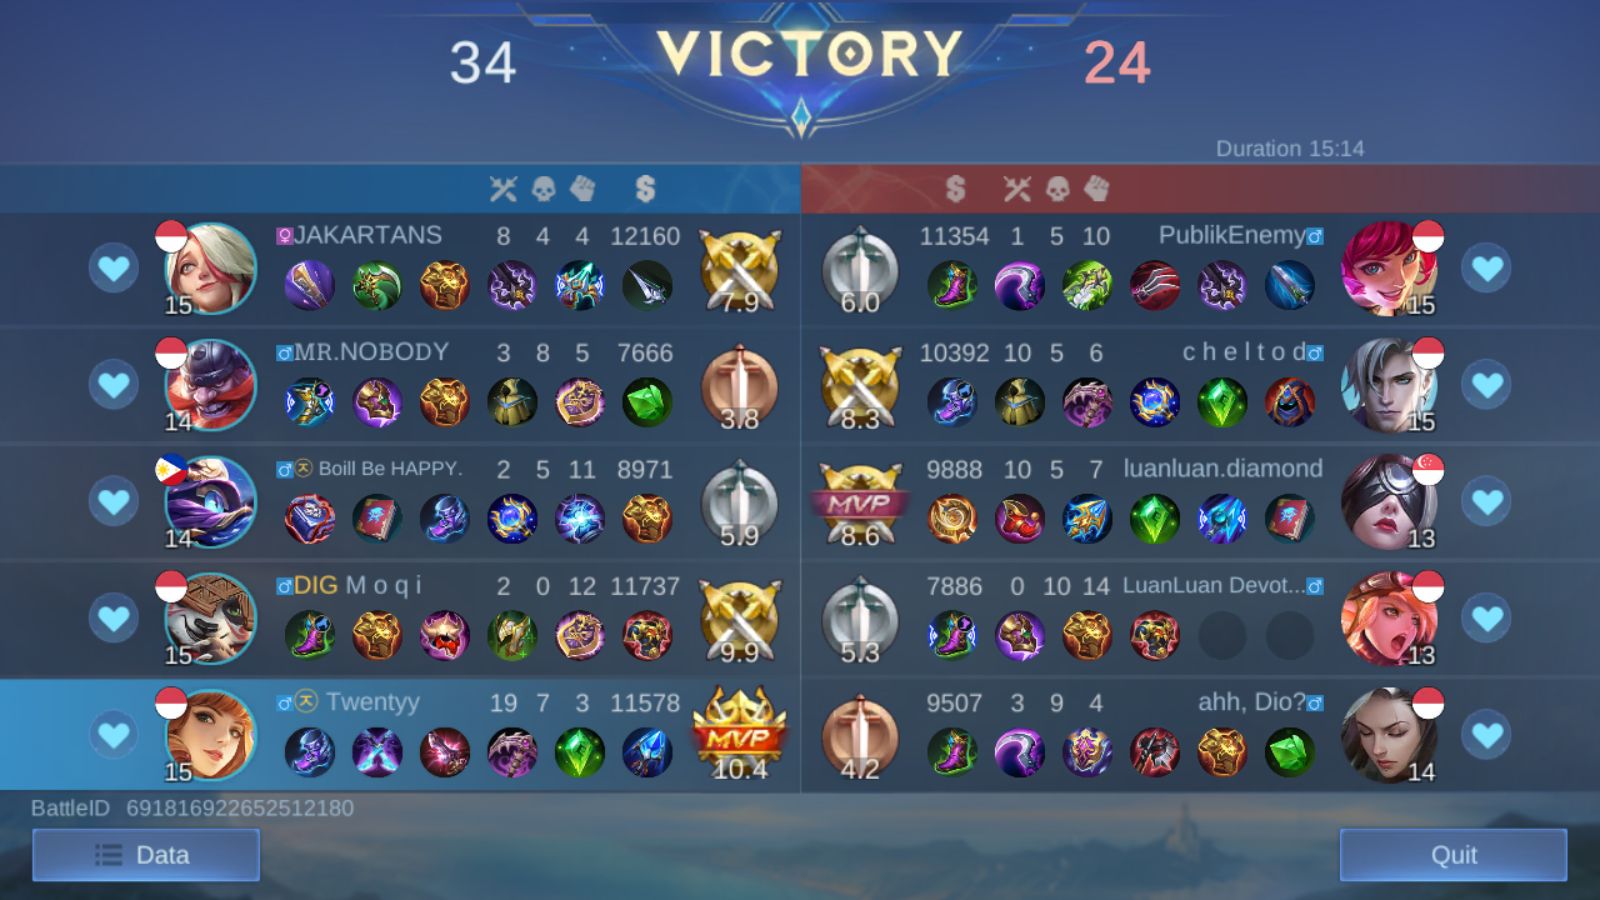 34 VICTORY 24
Duration 15:14
JAKARTANS 8 4 4 12160
15 7.9
11354 1 5 10 PublikEnemy
6.0 15
MR.NOBODY 3 8 5 7666
14 3.8
10392 10 5 6 c h e l t o d
8.3 15
Boill Be HAPPY. 2 5 11 8971
14 5.9
9888 10 5 7 luanluan.diamond
MVP
8.6 13
DIG M o q i 2 0 12 11737
15 9.9
7886 0 10 14 LuanLuan Devot...
5.3 13
Twentyy 19 7 3 11578
MVP
15 10.4
9507 3 9 4 ahh, Dio?
4.2 14
BattleID 691816922652512180
Data Quit